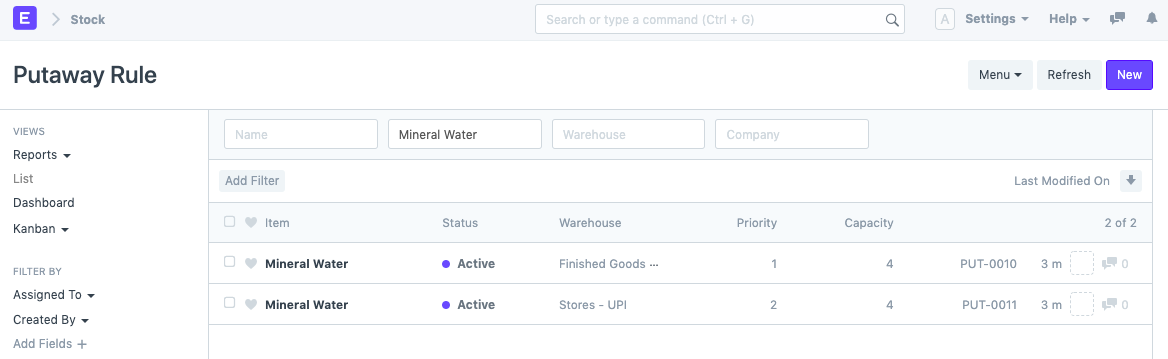 E Stock Search or type a command (Ctrl + G) A Settings Help
Putaway Rule Menu Refresh New
VIEWS
Reports
List
Dashboard
Kanban
FILTER BY
Assigned To
Created By
Add Fields +
Name Mineral Water Warehouse Company
Add Filter Last Modified On
Item Status Warehouse Priority Capacity 2 of 2
Mineral Water Active Finished Goods ... 1 4 PUT-0010 3 m 0
Mineral Water Active Stores - UPI 2 4 PUT-0011 3 m 0